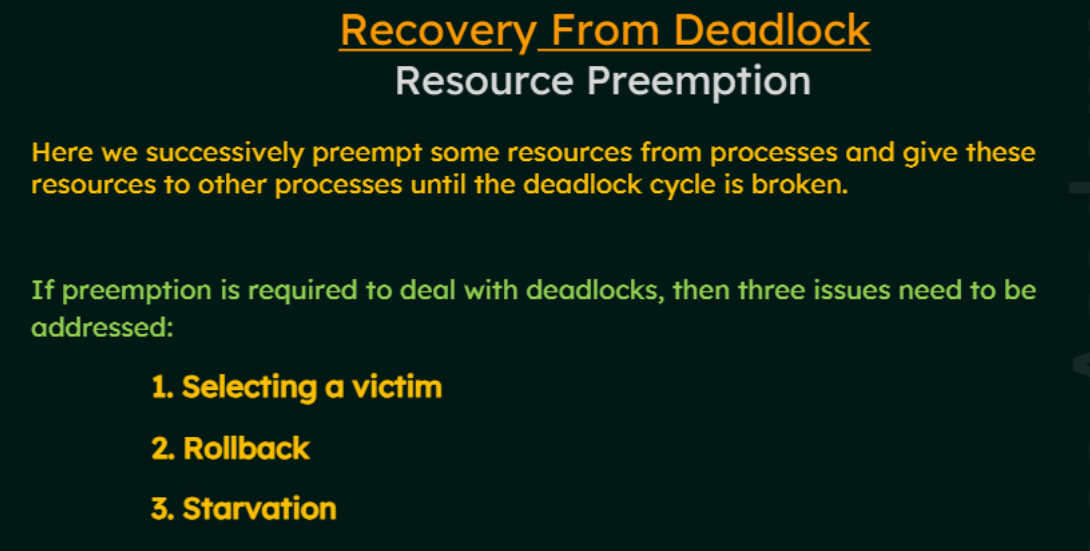 Recovery From Deadlock
Resource Preemption
Here we successively preempt some resources from processes and give these
resources to other processes until the deadlock cycle is broken.
If preemption is required to deal with deadlocks, then three issues need to be
addressed:
1. Selecting a victim
2. Rollback
3. Starvation